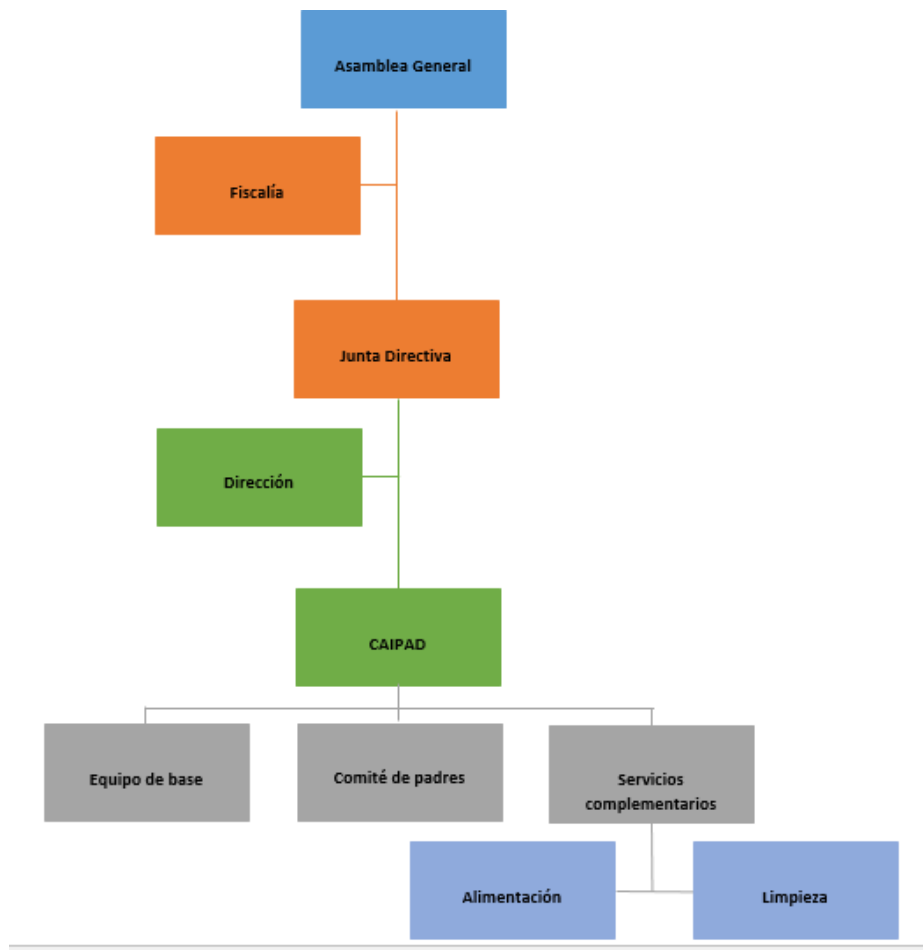 Asamblea General
Fiscalía
Junta Directiva
Dirección
CAIPAD
Equipo de base
Comité de padres
Servicios
complementarios
Alimentación
Limpieza